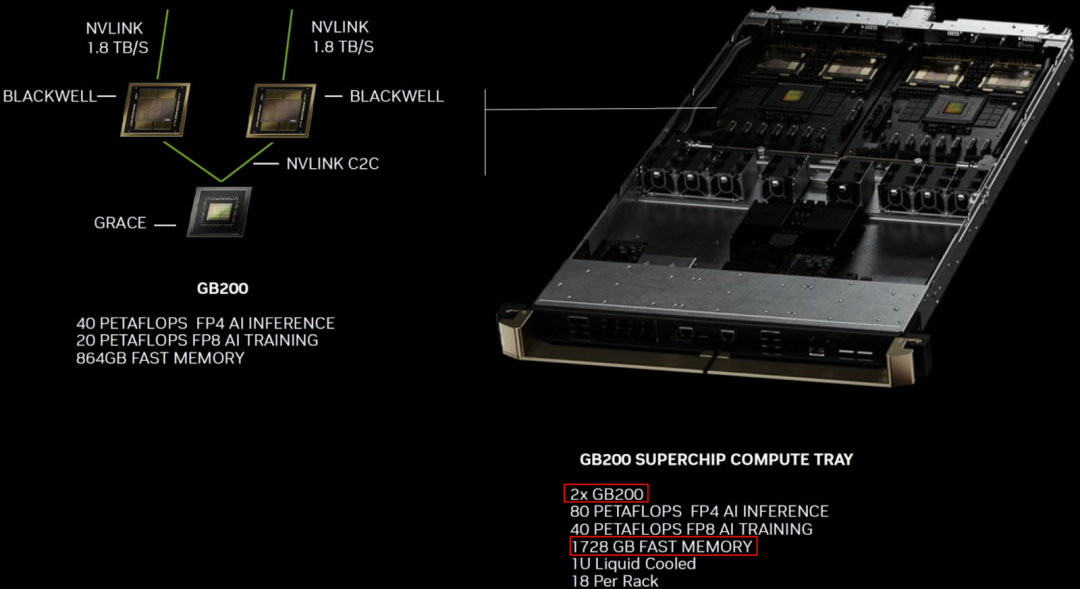 NVLINK
1.8 TB/S
NVLINK
1.8 TB/S
BLACKWELL
BLACKWELL
NVLINK C2C
GRACE
GB200
40 PETAFLOPS FP4 AI INFERENCE
20 PETAFLOPS FP8 AI TRAINING
864GB FAST MEMORY
GB200 SUPERCHIP COMPUTE TRAY
2x GB200
80 PETAFLOPS FP4 AI INFERENCE
40 PETAFLOPS FP8 AI TRAINING
1728 GB FAST MEMORY
1U Liquid Cooled
18 Per Rack